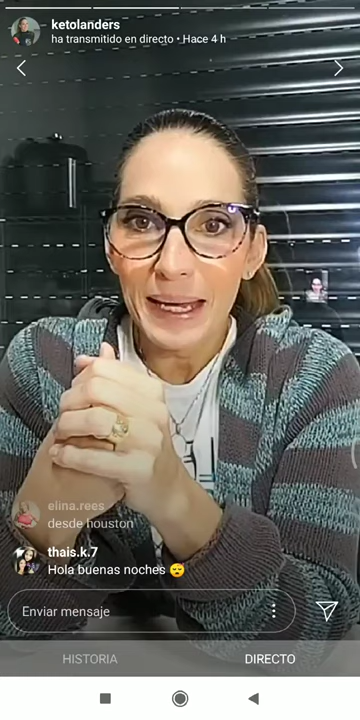 ketolanders
ha transmitido en directo • Hace 4 h
elina.rees
desde houston
thais.k.7
Hola buenas noches 😴
Enviar mensaje
HISTORIA
DIRECTO